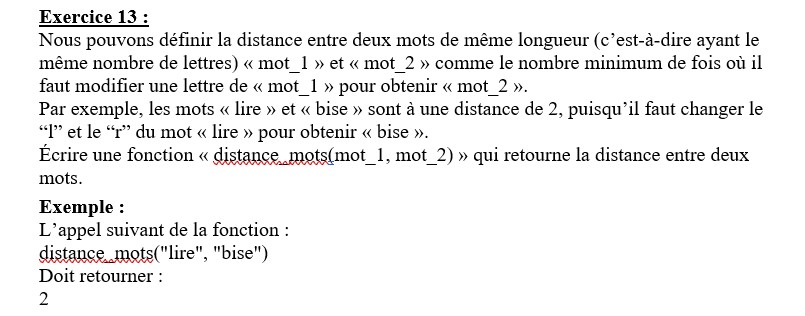 Exercice 13 :
Nous pouvons définir la distance entre deux mots de même longueur (c’est-à-dire ayant le
même nombre de lettres) « mot_1 » et « mot_2 » comme le nombre minimum de fois où il
faut modifier une lettre de « mot_1 » pour obtenir « mot_2 ».
Par exemple, les mots « lire » et « bise » sont à une distance de 2, puisqu’il faut changer le
“l” et le “r” du mot « lire » pour obtenir « bise ».
Écrire une fonction « distance_mots(mot_1, mot_2) » qui retourne la distance entre deux
mots.
Exemple :
L’appel suivant de la fonction :
distance_mots("lire", "bise")
Doit retourner :
2